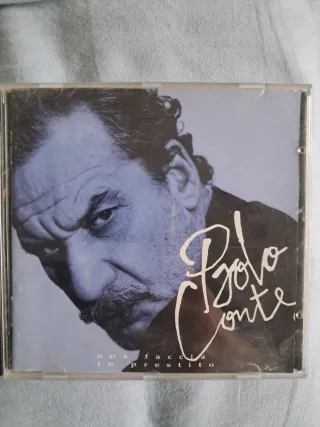 Paolo
Conte
una faccia
in prestito